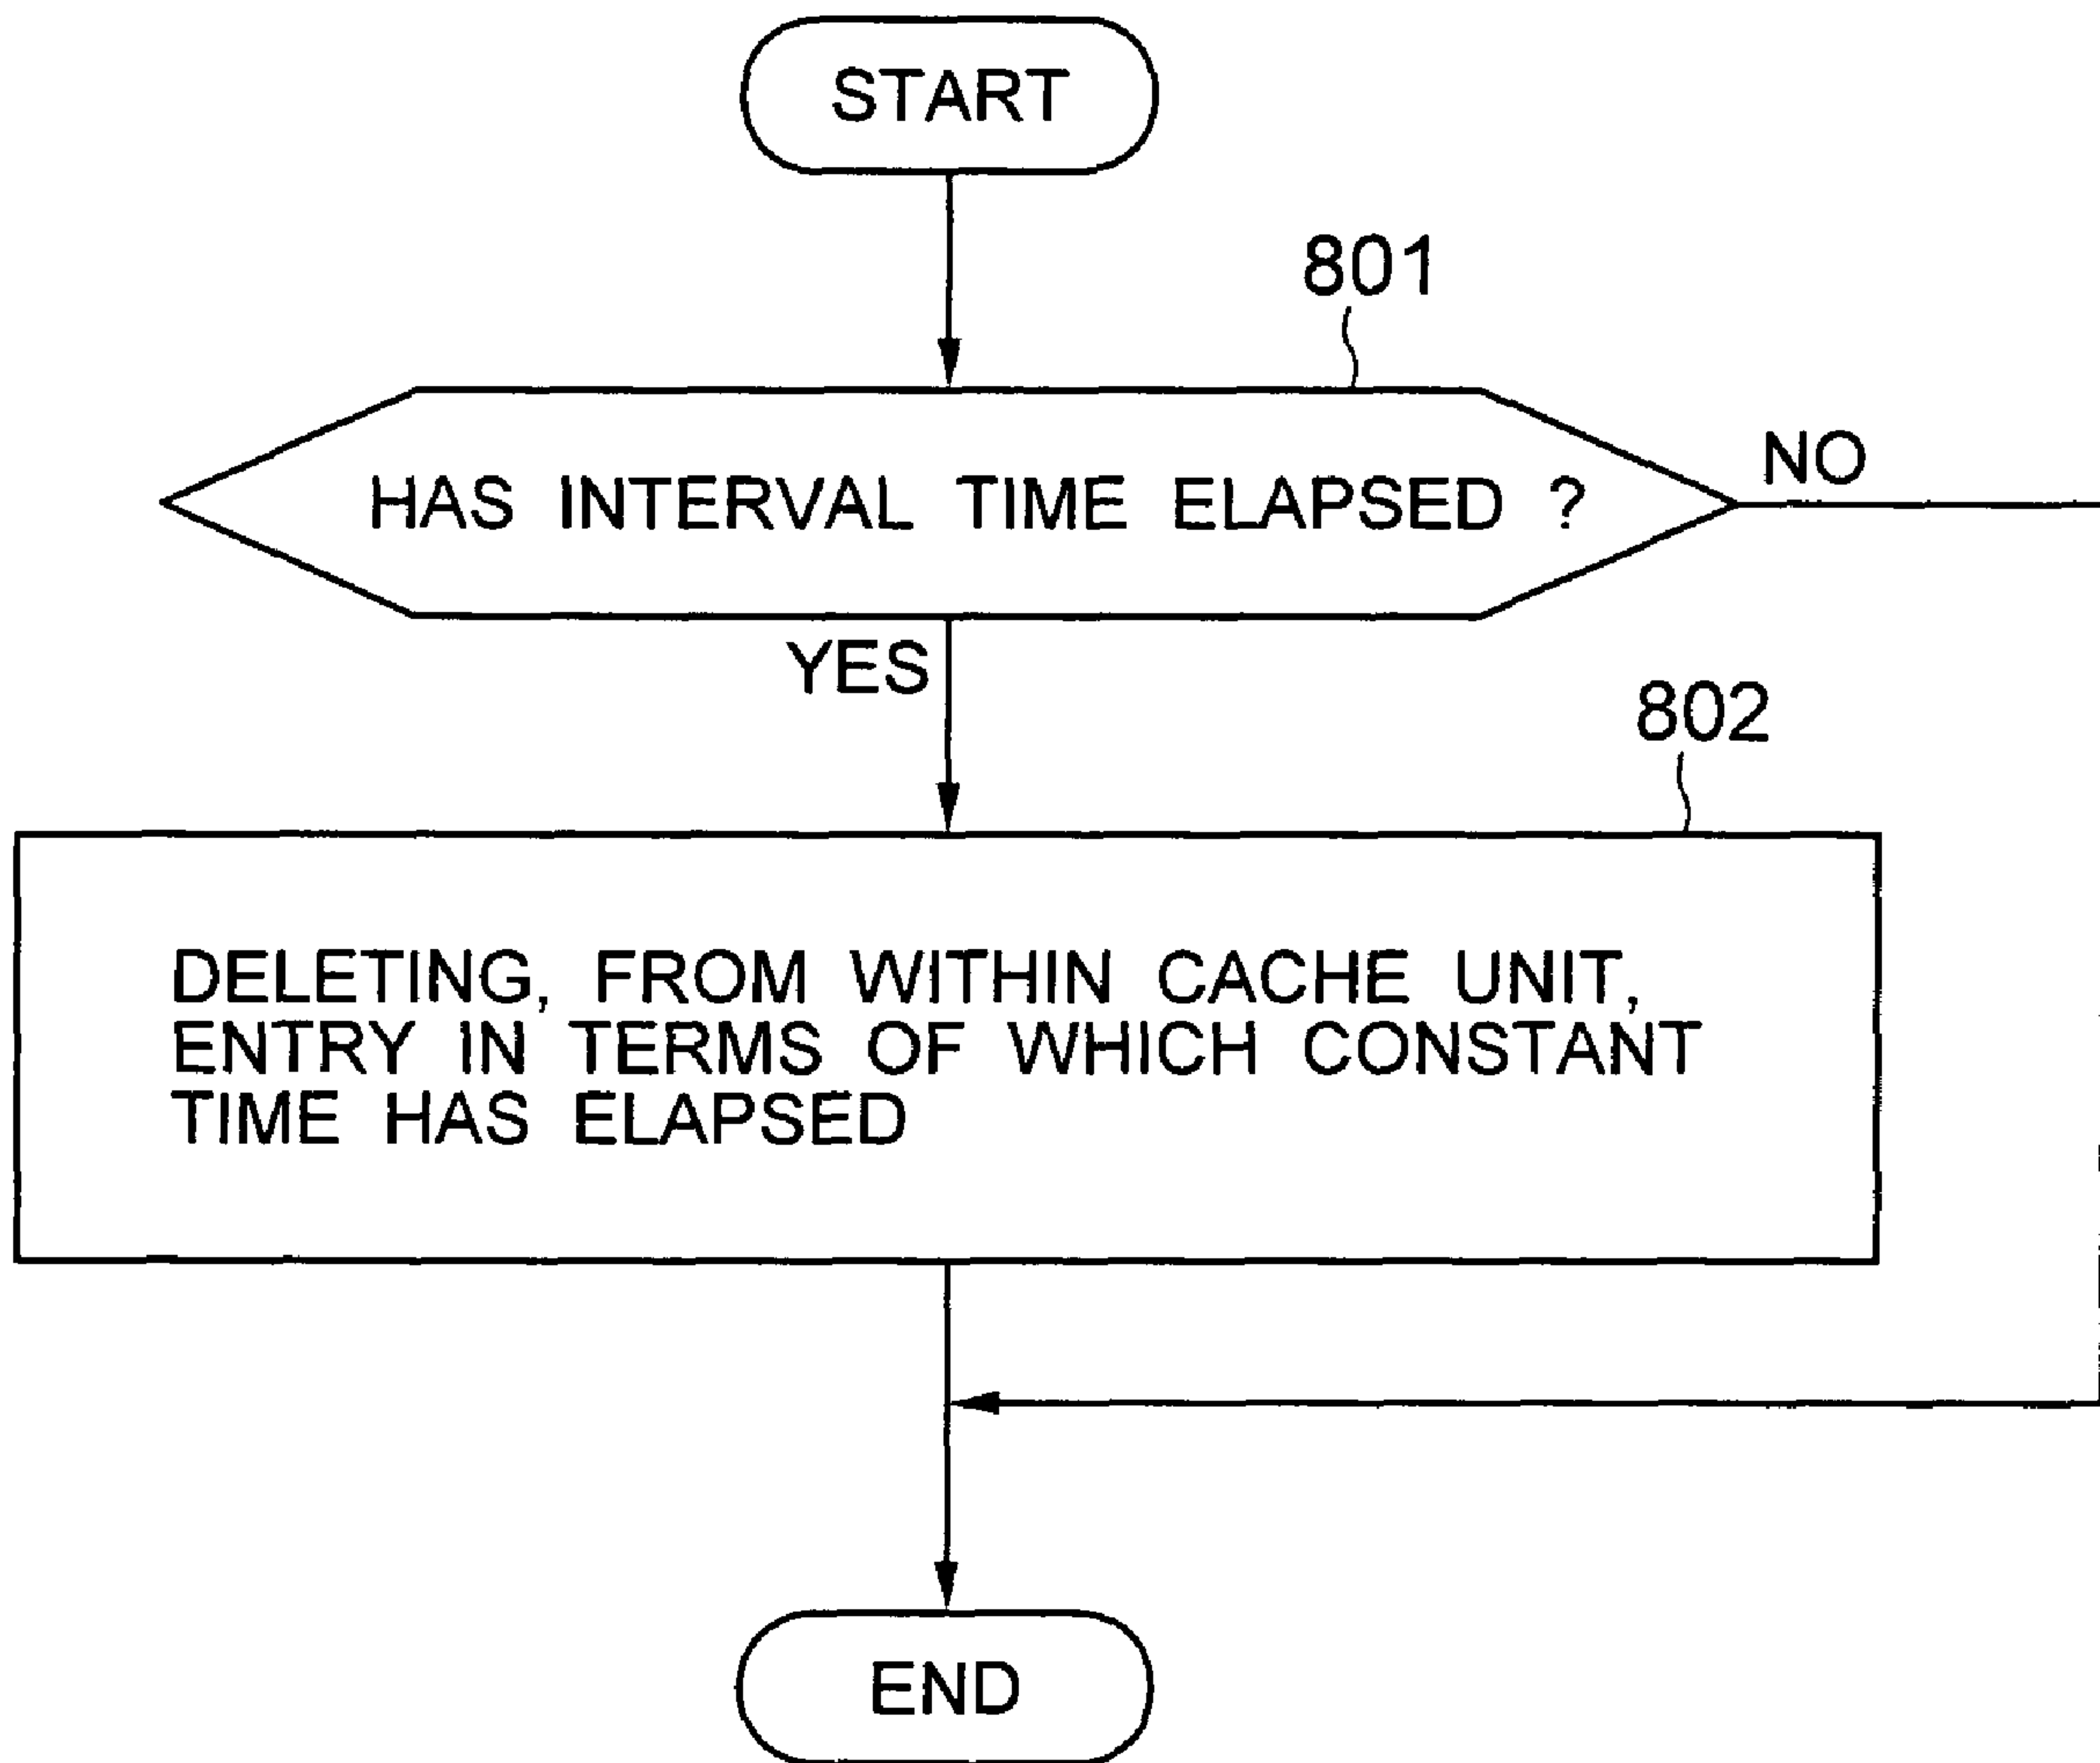 START
801
HAS INTERVAL TIME ELAPSED ?
NO
YES
802
DELETING, FROM WITHIN CACHE UNIT,
ENTRY IN TERMS OF WHICH CONSTANT
TIME HAS ELAPSED
END